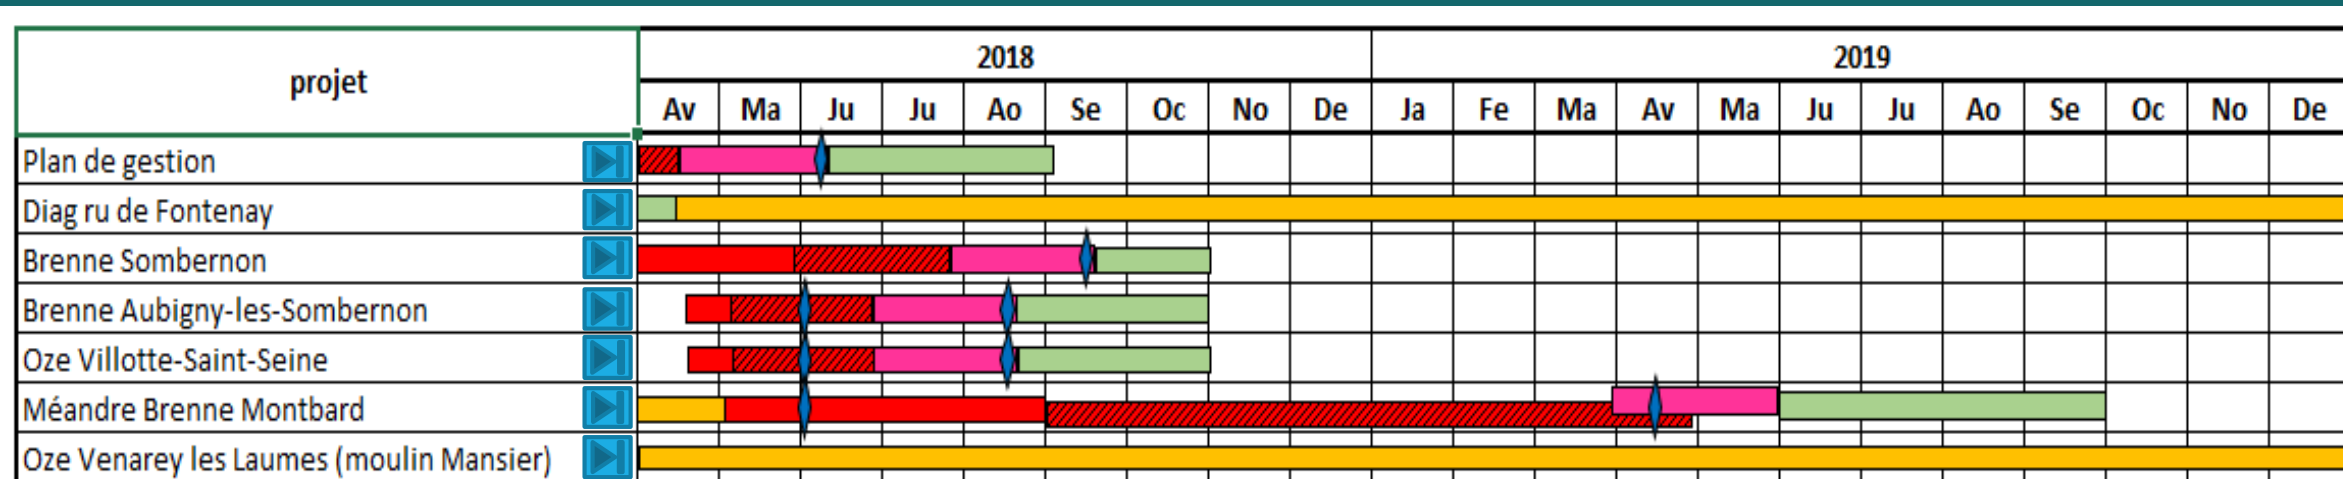 projet
2018 2019
Av Ma Ju Ju Ao Se Oc No De Ja Fe Ma Av Ma Ju Ju Ao Se Oc No De
Plan de gestion
Diag ru de Fontenay
Brenne Sombernon
Brenne Aubigny-les-Sombernon
Oze Villotte-Saint-Seine
Méandre Brenne Montbard
Oze Venarey les Laumes (moulin Mansier)